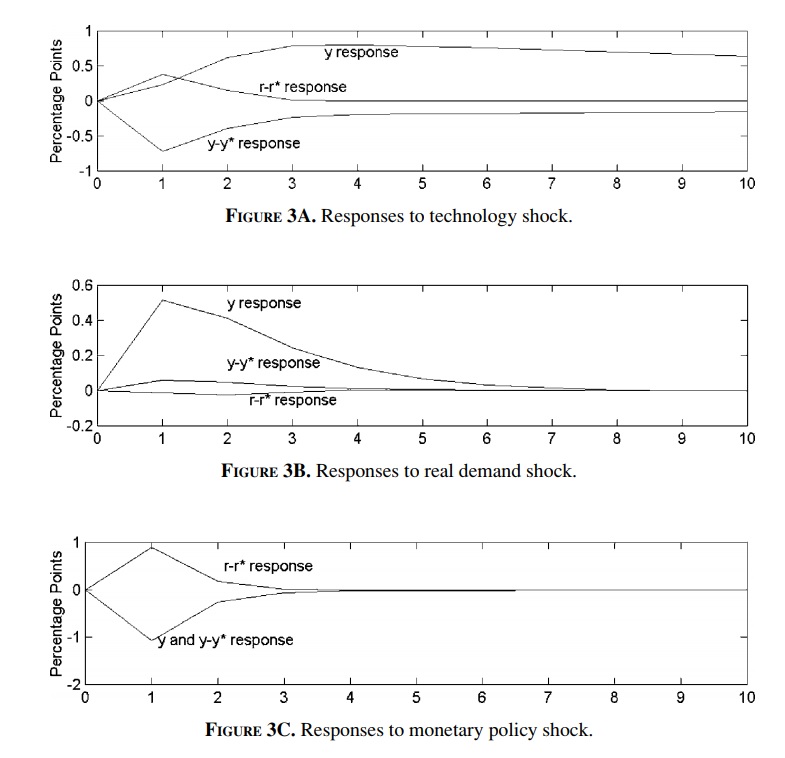 1
y response
0.5
r-r* response
0
-0.5
y-y* response
-1
Percentage Points
0 1 2 3 4 5 6 7 8 9 10
FIGURE 3A. Responses to technology shock.
0.6
y response
0.4
0.2
y-y* response
0
r-r* response
-0.2
Percentage Points
0 1 2 3 4 5 6 7 8 9 10
FIGURE 3B. Responses to real demand shock.
1
r-r* response
0
-1
y and y-y* response
-2
Percentage Points
0 1 2 3 4 5 6 7 8 9 10
FIGURE 3C. Responses to monetary policy shock.